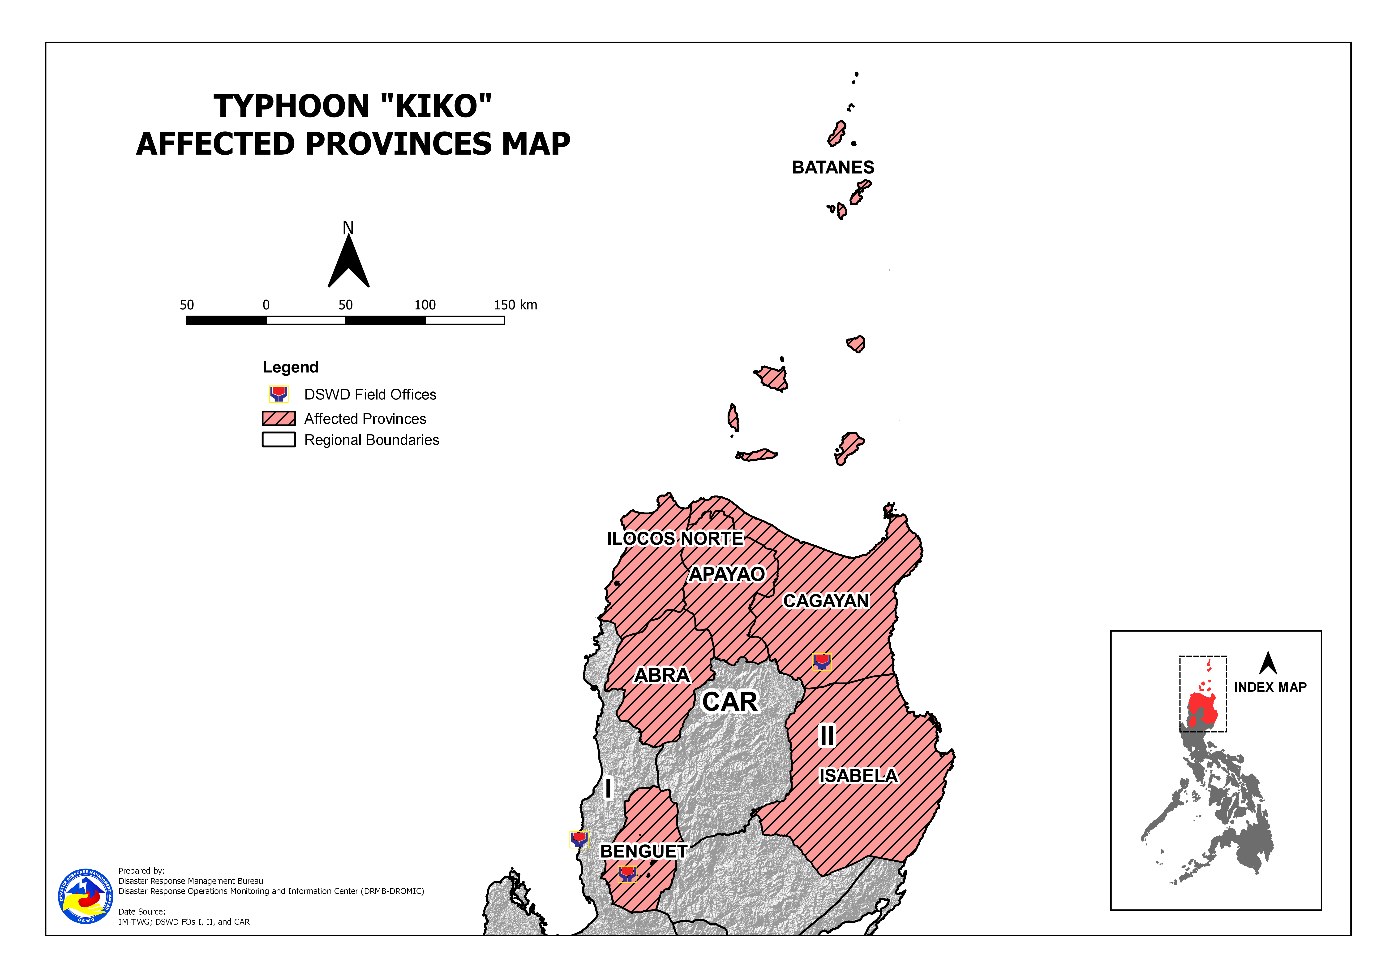 TYPHOON "KIKO"
AFFECTED PROVINCES MAP
N
50 0 50 100 150 km
Legend
DSWD Field Offices
Affected Provinces
Regional Boundaries
BATANES
ILOCOS NORTE
APAYAO
CAGAYAN
ABRA
CAR
II
ISABELA
I
BENGUET
INDEX MAP
Prepared by:
Disaster Response Management Bureau
Disaster Response Operations Monitoring and Information Center (DRMB-DROMIC)
Date Source:
IM TWG; DSWD FOs I, II, and CAR